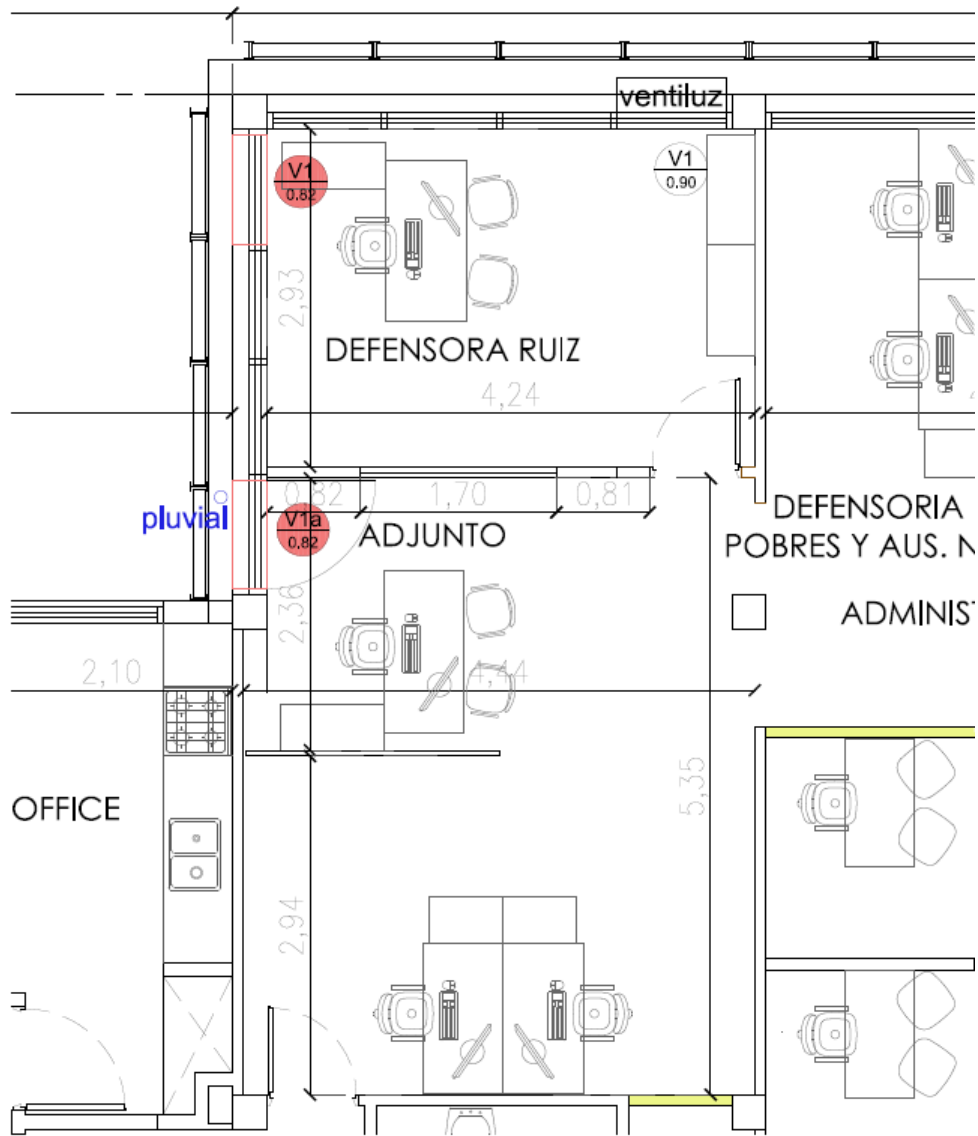 ventiluz
V1
0.82
V1
0.90
2,93
DEFENSORA RUIZ
4,24
0,82
1,70
0,81
pluvial
V1a
0.82
ADJUNTO
DEFENSORIA
POBRES Y AUS. N
2,36
ADMINIST
2,10
4,44
5,35
OFFICE
2,94